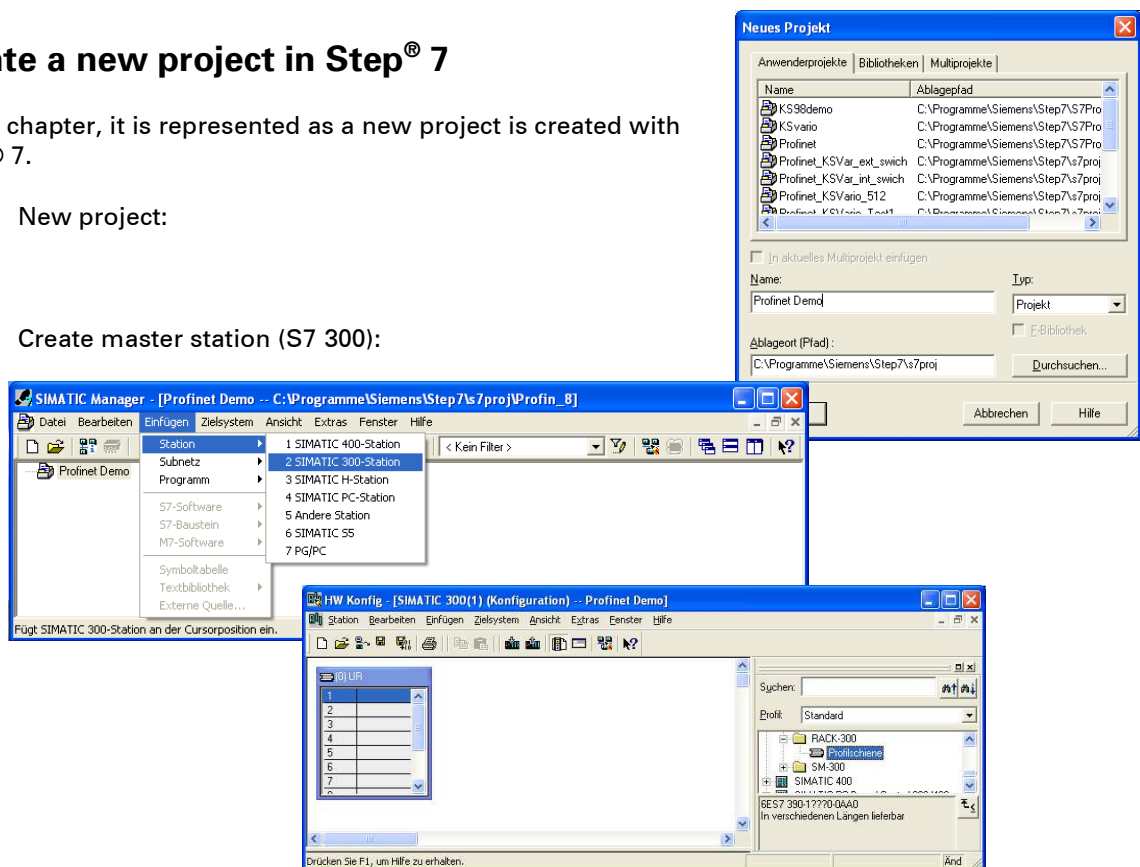 te a new project in Step® 7
chapter, it is represented as a new project is created with
® 7.
New project:
Create master station (S7 300):
Neues Projekt
Anwenderprojekte Bibliotheken Multiprojekte
Name Ablagepfad
KS98demo C:\Programme\Siemens\Step7\S7Pro
KSvario C:\Programme\Siemens\Step7\S7Pro
Profinet C:\Programme\Siemens\Step7\S7Pro
Profinet_KSVar_ext_swich C:\Programme\Siemens\Step7\s7proj
Profinet_KSVar_int_swich C:\Programme\Siemens\Step7\s7proj
Profinet_KSVario_512 C:\Programme\Siemens\Step7\s7proj
In aktuelles Multiprojekt einfügen
Name: Typ:
Profinet Demo Projekt
F-Bibliothek
Ablageort (Pfad) :
C:\Programme\Siemens\Step7\s7proj Durchsuchen...
Abbrechen Hilfe
SIMATIC Manager - [Profinet Demo -- C:\Programme\Siemens\Step7\s7proj\Profin_8]
Datei Bearbeiten Einfügen Zielsystem Ansicht Extras Fenster Hilfe
< Kein Filter >
Profinet Demo
Station
Subnetz
Programm
S7-Software
S7-Baustein
M7-Software
Symboltabelle
Textbibliothek
Externe Quelle...
1 SIMATIC 400-Station
2 SIMATIC 300-Station
3 SIMATIC H-Station
4 SIMATIC PC-Station
5 Andere Station
6 SIMATIC S5
7 PG/PC
Fügt SIMATIC 300-Station an der Cursorposition ein.
HW Konfig - [SIMATIC 300(1) (Konfiguration) -- Profinet Demo]
Station Bearbeiten Einfügen Zielsystem Ansicht Extras Fenster Hilfe
(0) UR
1
2
3
4
5
6
7
Suchen:
Profil: Standard
RACK-300
Profilschiene
SM-300
SIMATIC 400
6ES7 390-1???0-0AA0
In verschiedenen Längen lieferbar
Drücken Sie F1, um Hilfe zu erhalten. Änd